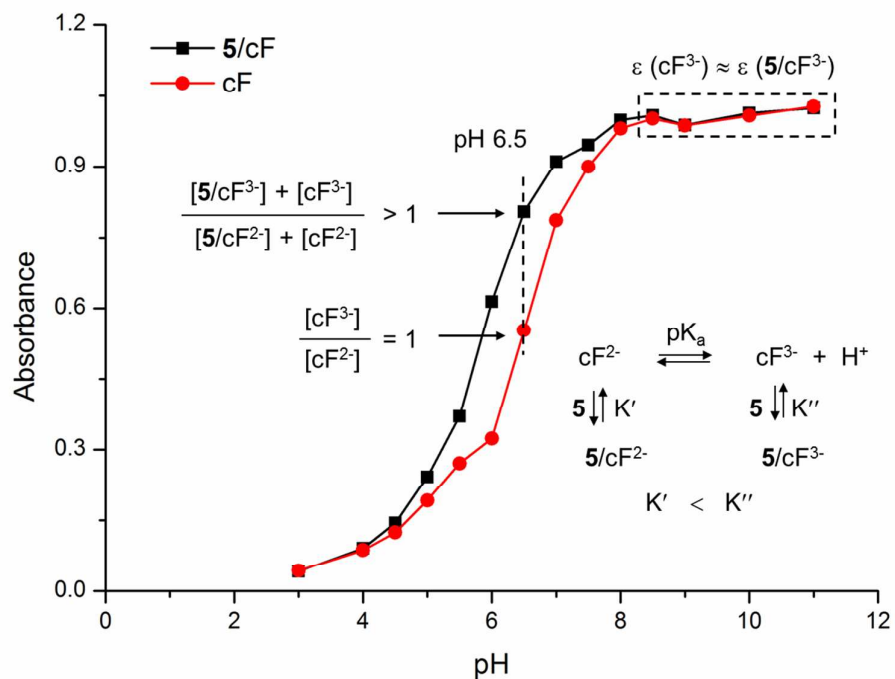 1.2
0.9
0.6
0.3
0.0
Absorbance
0
2
4
6
8
10
12
pH
5/cF
cF
ε (cF³⁻) ≈ ε (5/cF³⁻)
pH 6.5
[5/cF³⁻] + [cF³⁻]
[5/cF²⁻] + [cF²⁻]
> 1
[cF³⁻]
[cF²⁻]
= 1
pKₐ
cF²⁻ ⇌ cF³⁻ + H⁺
5 ⇅ K′ 5 ⇅ K′′
5/cF²⁻ 5/cF³⁻
K′ < K′′